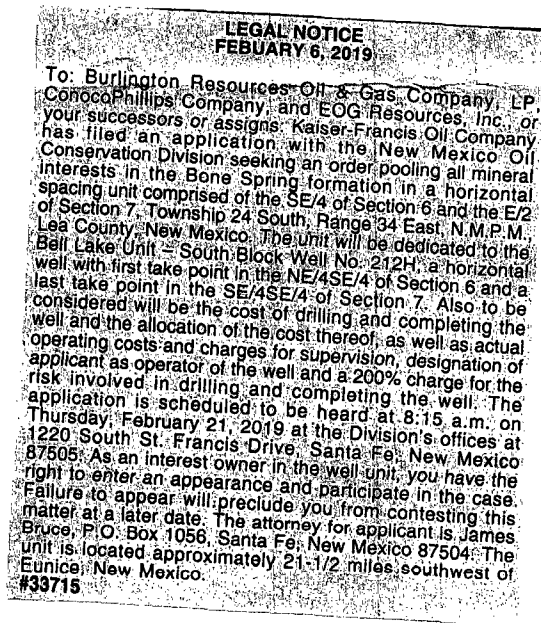 LEGAL NOTICE
FEBUARY 6, 2019
To: Burlington Resources Oil & Gas Company, LP,
ConocoPhillips Company, and EOG Resources, Inc., or
your successors or assigns: Kaiser-Francis Oil Company
has filed an application with the New Mexico Oil
Conservation Division seeking an order pooling all mineral
interests in the Bone Spring formation in a horizontal
spacing unit comprised of the SE/4 of Section 6 and the E/2
of Section 7, Township 24 South, Range 34 East, N.M.P.M.,
Lea County, New Mexico. The unit will be dedicated to the
Bell Lake Unit – South Block Well No. 212H, a horizontal
well with first take point in the NE/4SE/4 of Section 6 and a
last take point in the SE/4SE/4 of Section 7. Also to be
considered will be the cost of drilling and completing the
well and the allocation of the cost thereof, as well as actual
operating costs and charges for supervision, designation of
applicant as operator of the well and a 200% charge for the
risk involved in drilling and completing the well. The
application is scheduled to be heard at 8:15 a.m. on
Thursday, February 21, 2019 at the Division's offices at
1220 South St. Francis Drive, Santa Fe, New Mexico
87505. As an interest owner in the well unit, you have the
right to enter an appearance and participate in the case.
Failure to appear will preclude you from contesting this
matter at a later date. The attorney for applicant is James
Bruce, P.O. Box 1056, Santa Fe, New Mexico 87504. The
unit is located approximately 21-1/2 miles southwest of
Eunice, New Mexico.
#33715